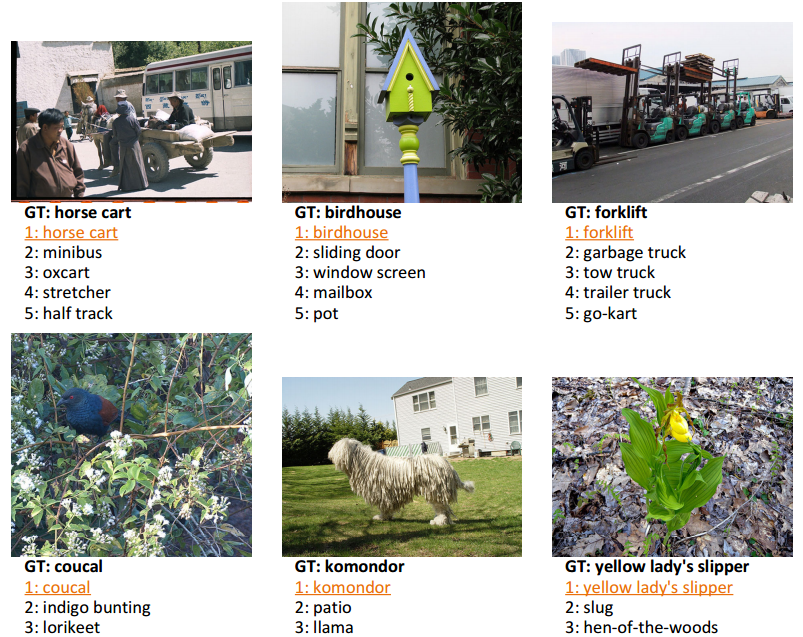 GT: horse cart
1: horse cart
2: minibus
3: oxcart
4: stretcher
5: half track
GT: birdhouse
1: birdhouse
2: sliding door
3: window screen
4: mailbox
5: pot
GT: forklift
1: forklift
2: garbage truck
3: tow truck
4: trailer truck
5: go-kart
GT: coucal
1: coucal
2: indigo bunting
3: lorikeet
GT: komondor
1: komondor
2: patio
3: llama
GT: yellow lady's slipper
1: yellow lady's slipper
2: slug
3: hen-of-the-woods